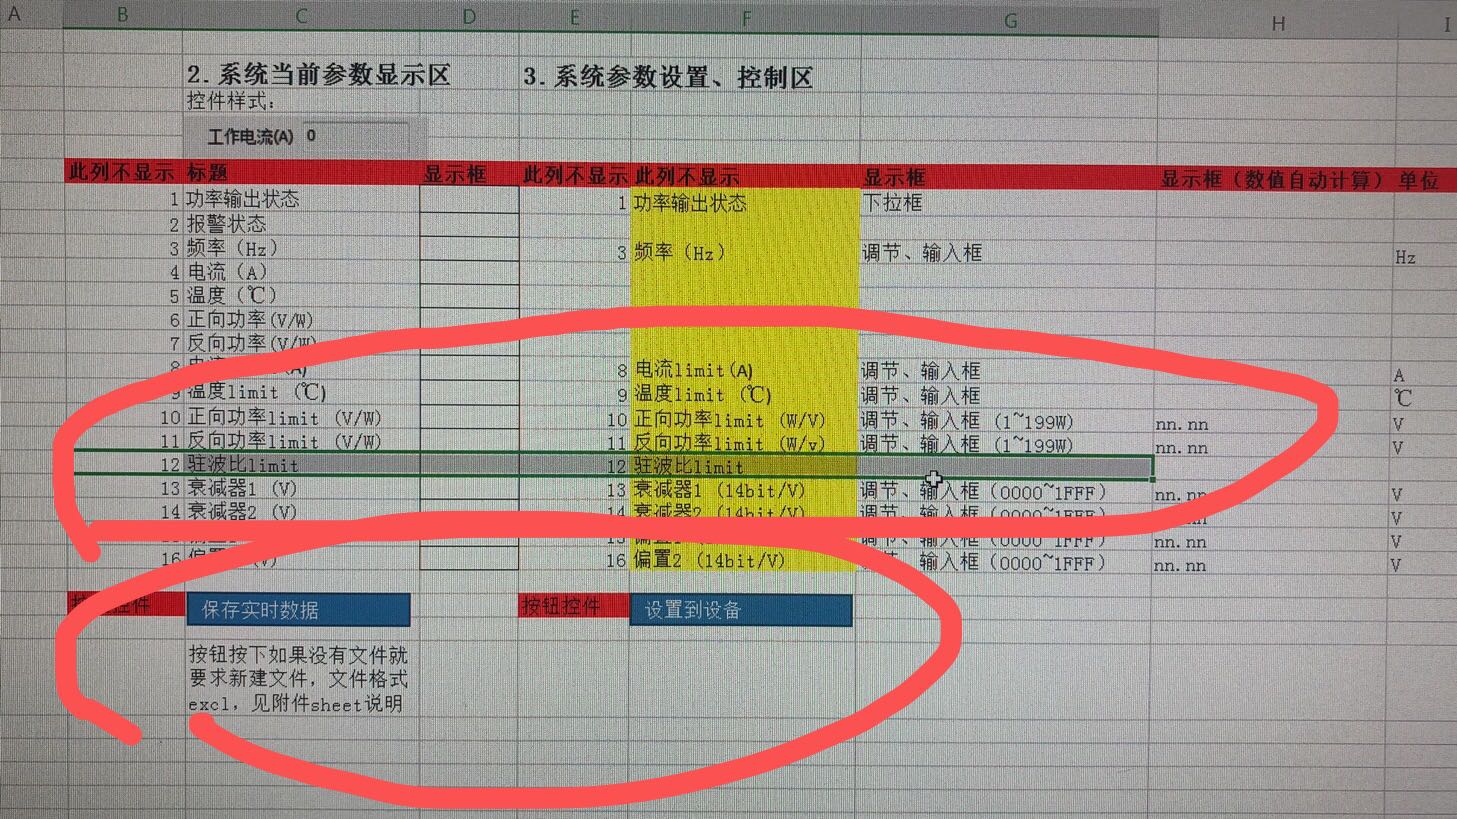 A B C D E F G H I
2.系统当前参数显示区 3.系统参数设置、控制区
控件样式：
工作电流(A) 0
此列不显示 标题 显示框 此列不显示 此列不显示 显示框 显示框（数值自动计算） 单位
1 功率输出状态 1 功率输出状态 下拉框
2 报警状态
3 频率（Hz） 3 频率（Hz） 调节、输入框 Hz
4 电流（A）
5 温度（℃）
6 正向功率(V/W)
7 反向功率(V/W)
8 (A) 8 电流limit(A) 调节、输入框 A
9 温度limit（℃） 9 温度limit（℃） 调节、输入框 ℃
10 正向功率limit（V/W） 10 正向功率limit（W/V） 调节、输入框（1~199W） nn.nn V
11 反向功率limit（V/W） 11 反向功率limit（W/v） 调节、输入框（1~199W） nn.nn V
12 驻波比limit 12 驻波比limit
13 衰减器1（V） 13 衰减器1（14bit/V） 调节、输入框（0000~1FFF） nn.nn V
14 衰减器2（V） 14 衰减器2（14bit/V） 调节、输入框（0000~1FFF） nn.nn V
15 调节、输入框（0000~1FFF） nn.nn V
16 （V） 16 偏置2（14bit/V） 调节、输入框（0000~1FFF） nn.nn V
控件 保存实时数据 按钮控件 设置到设备
按钮按下如果没有文件就
要求新建文件，文件格式
excl，见附件sheet说明